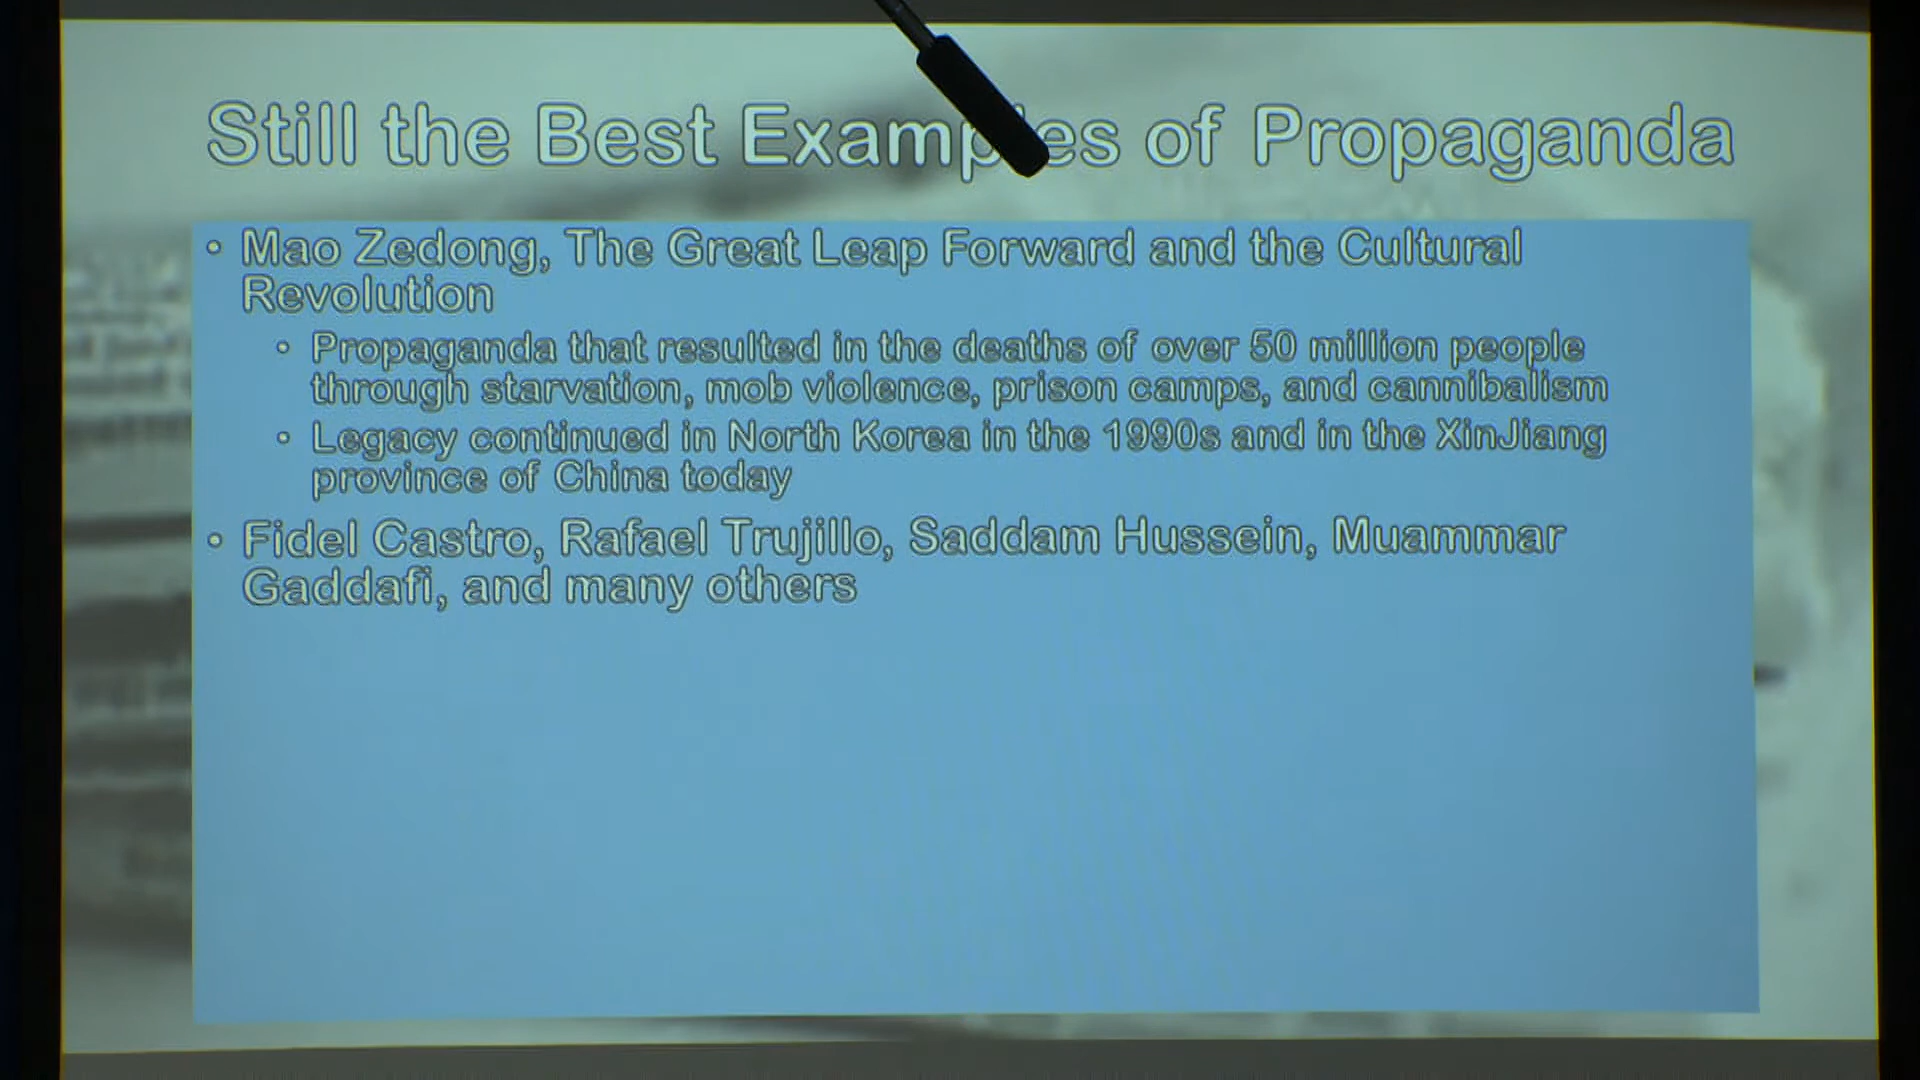 Still the Best Examples of Propaganda
• Mao Zedong, The Great Leap Forward and the Cultural
Revolution
• Propaganda that resulted in the deaths of over 50 million people
through starvation, mob violence, prison camps, and cannibalism
• Legacy continued in North Korea in the 1990s and in the XinJiang
province of China today
• Fidel Castro, Rafael Trujillo, Saddam Hussein, Muammar
Gaddafi, and many others